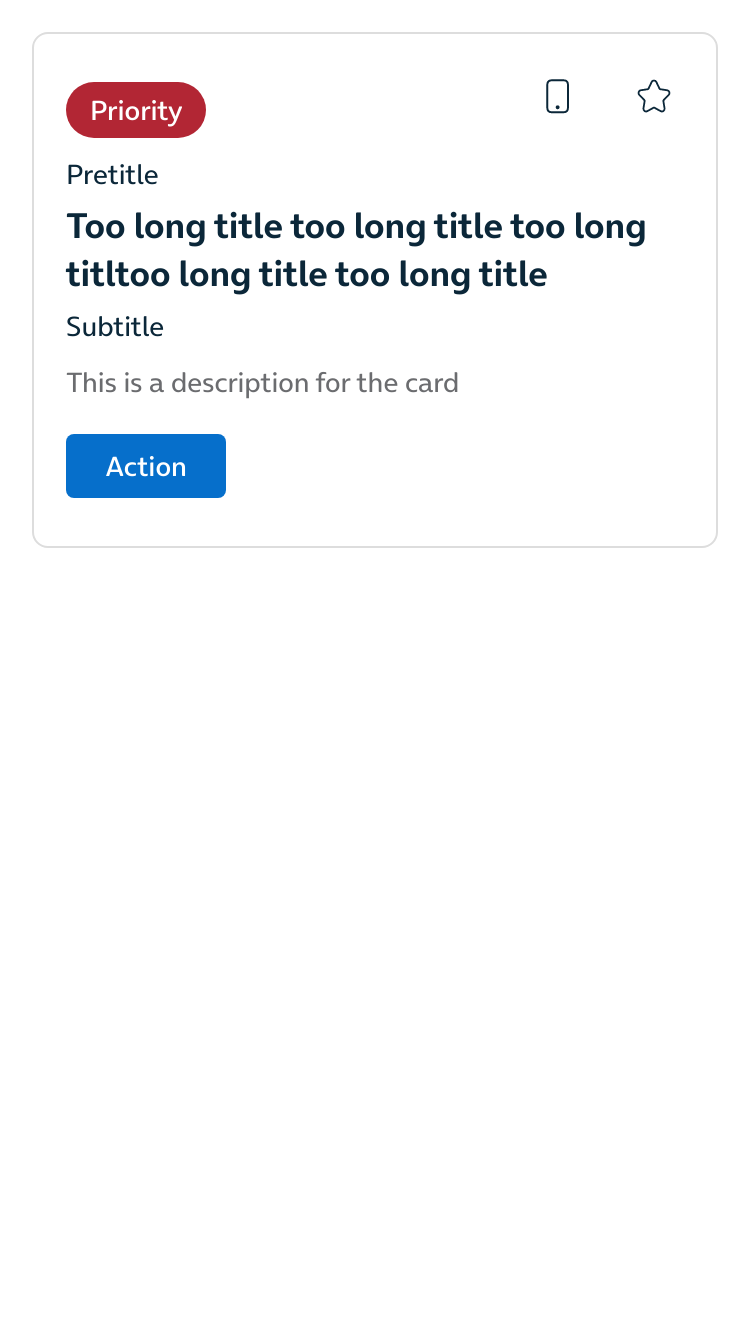 Priority
Pretitle
Too long title too long title too long
titltoo long title too long title
Subtitle
This is a description for the card
Action